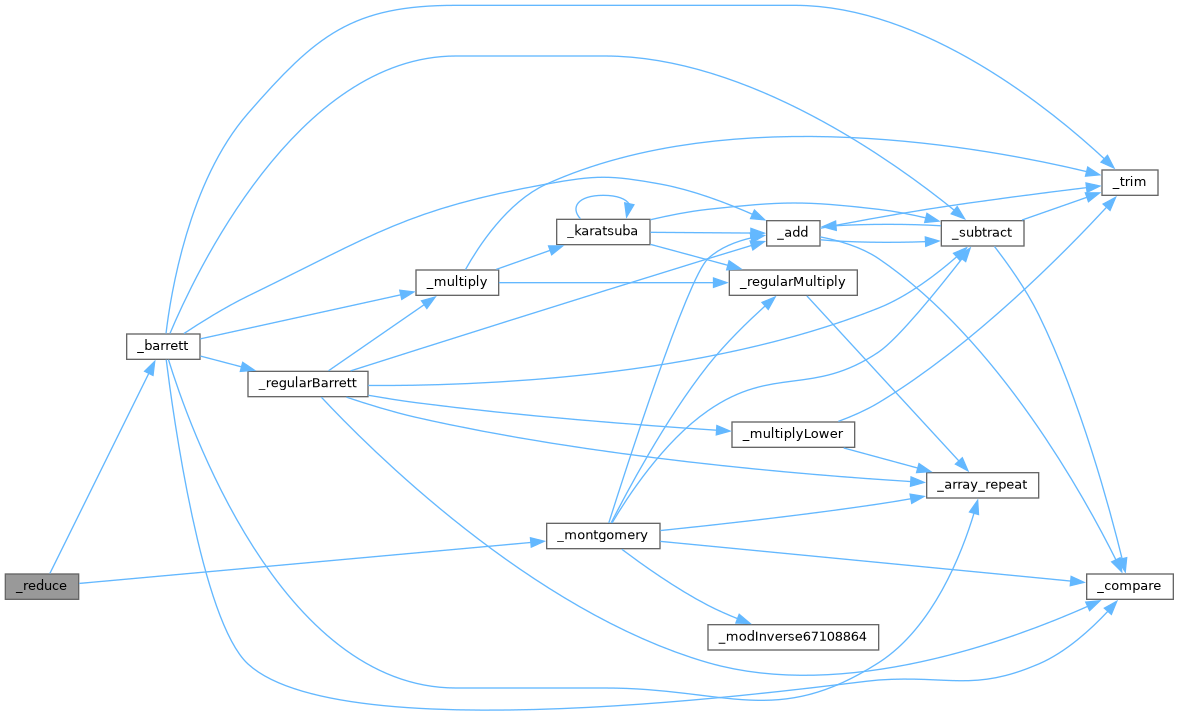 _trim
_karatsuba
_add
_subtract
_multiply
_regularMultiply
_barrett
_regularBarrett
_multiplyLower
_array_repeat
_montgomery
_reduce
_compare
_modInverse67108864